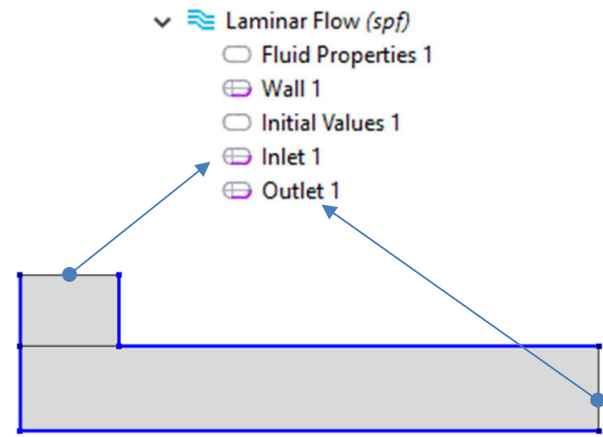 Laminar Flow (spf)
Fluid Properties 1
Wall 1
Initial Values 1
Inlet 1
Outlet 1